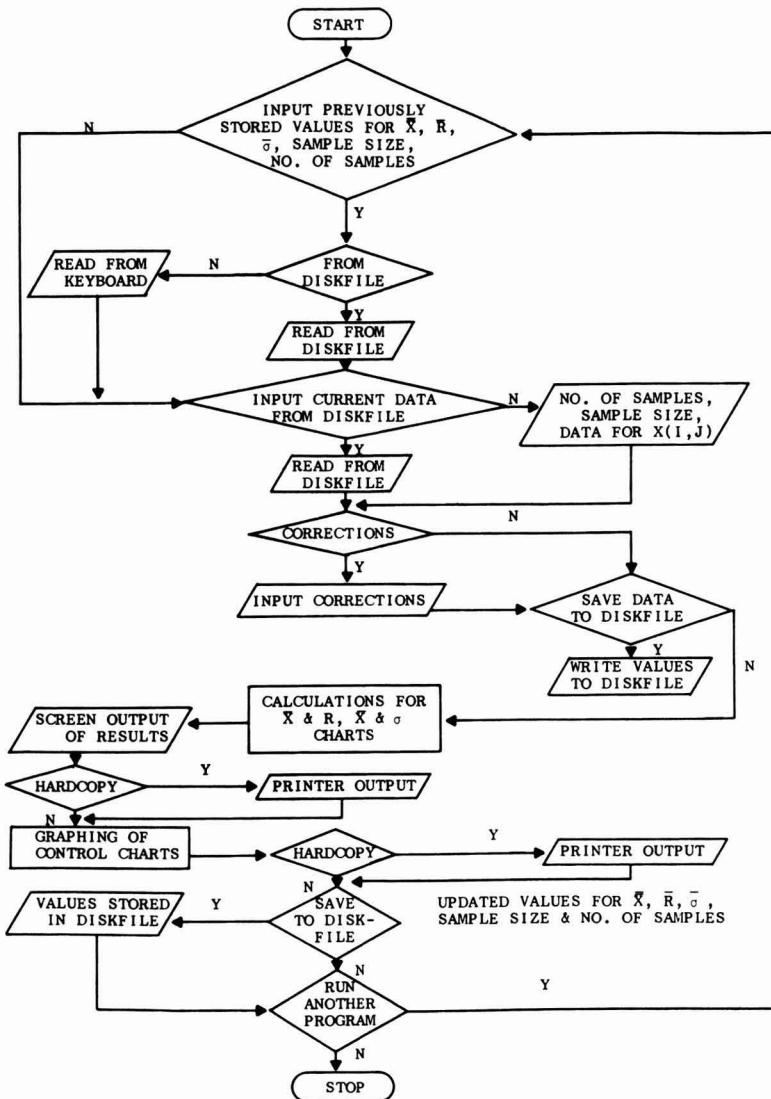 START
INPUT PREVIOUSLY
STORED VALUES FOR X̿, R̄,
σ̄, SAMPLE SIZE,
NO. OF SAMPLES
N
Y
FROM
DISKFILE
N
READ FROM
KEYBOARD
Y
READ FROM
DISKFILE
INPUT CURRENT DATA
FROM DISKFILE
N
NO. OF SAMPLES,
SAMPLE SIZE,
DATA FOR X(I,J)
Y
READ FROM
DISKFILE
CORRECTIONS
N
Y
INPUT CORRECTIONS
SAVE DATA
TO DISKFILE
Y
N
WRITE VALUES
TO DISKFILE
CALCULATIONS FOR
X̄ & R, X̄ & σ
CHARTS
SCREEN OUTPUT
OF RESULTS
HARDCOPY
Y
PRINTER OUTPUT
N
GRAPHING OF
CONTROL CHARTS
HARDCOPY
Y
PRINTER OUTPUT
N
SAVE
TO DISK-
FILE
Y
VALUES STORED
IN DISKFILE
UPDATED VALUES FOR X̿, R̄, σ̄,
SAMPLE SIZE & NO. OF SAMPLES
N
RUN
ANOTHER
PROGRAM
Y
N
STOP